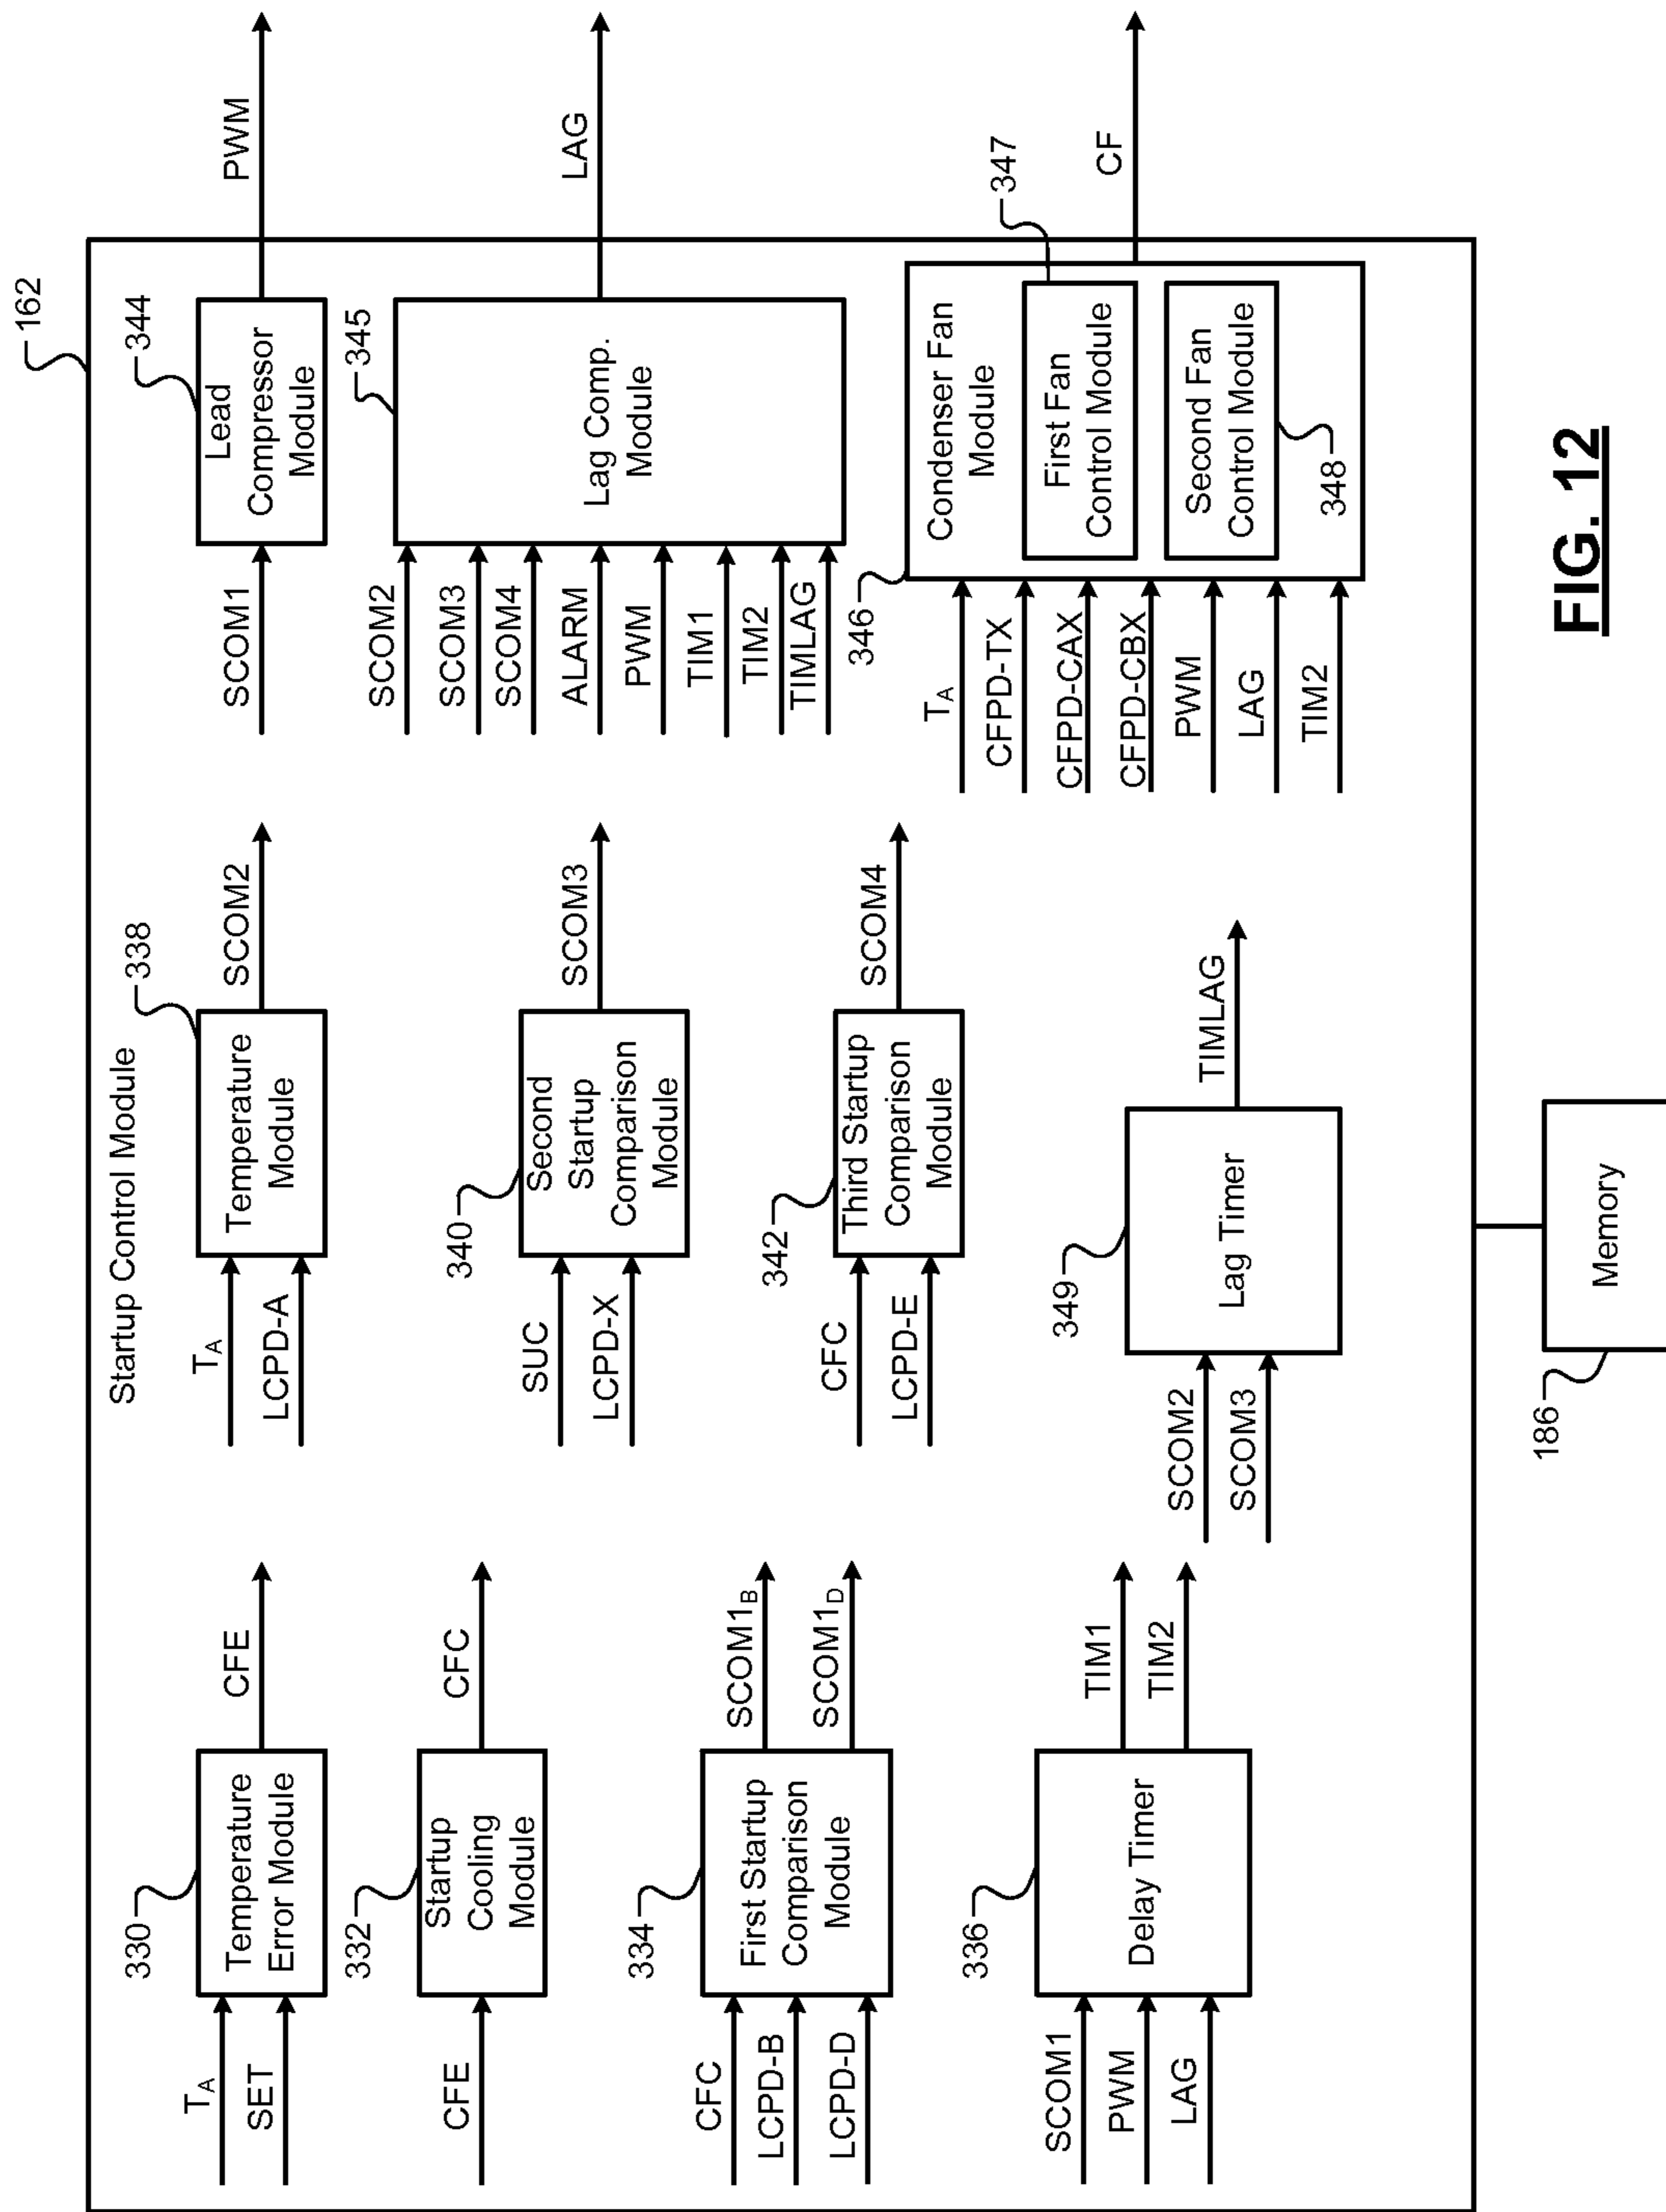 162
Startup Control Module
330
T_A
SET
Temperature
Error Module
CFE
332
CFE
Startup
Cooling
Module
CFC
334
CFC
LCPD-B
LCPD-D
First Startup
Comparison
Module
SCOM1_B
SCOM1_D
336
SCOM1
PWM
LAG
Delay Timer
TIM1
TIM2
338
T_A
LCPD-A
Temperature
Module
SCOM2
340
SUC
LCPD-X
Second
Startup
Comparison
Module
SCOM3
342
CFC
LCPD-E
Third Startup
Comparison
Module
SCOM4
349
SCOM2
SCOM3
Lag Timer
TIMLAG
344
SCOM1
Lead
Compressor
Module
PWM
345
SCOM2
SCOM3
SCOM4
ALARM
PWM
TIM1
TIM2
TIMLAG
Lag Comp.
Module
LAG
346
T_A
CFPD-TX
CFPD-CAX
CFPD-CBX
PWM
LAG
TIM2
Condenser Fan
Module
347
First Fan
Control Module
Second Fan
Control Module
348
CF
186
Memory
FIG. 12